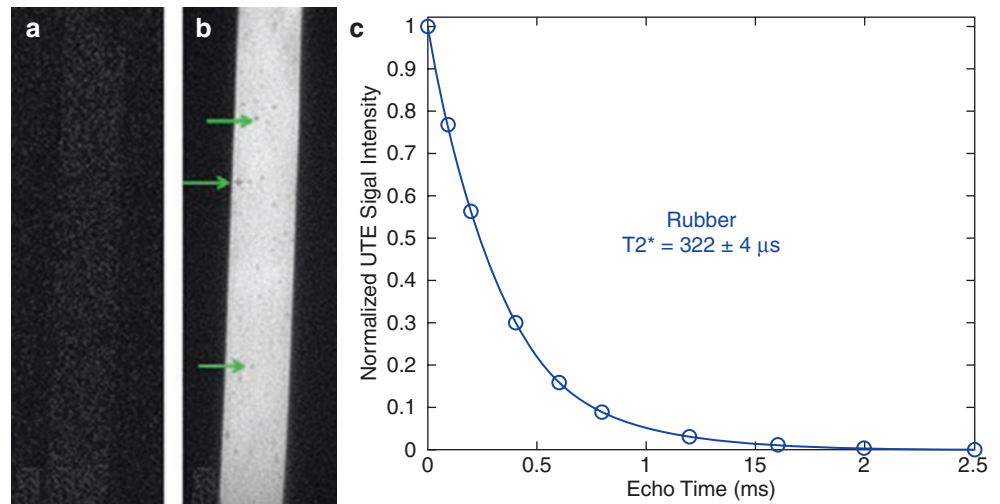 a
b
c
Normalized UTE Sigal Intensity
1
0.9
0.8
0.7
0.6
0.5
0.4
0.3
0.2
0.1
0
Rubber
T2* = 322 ± 4 μs
0
0.5
1
15
2
2.5
Echo Time (ms)